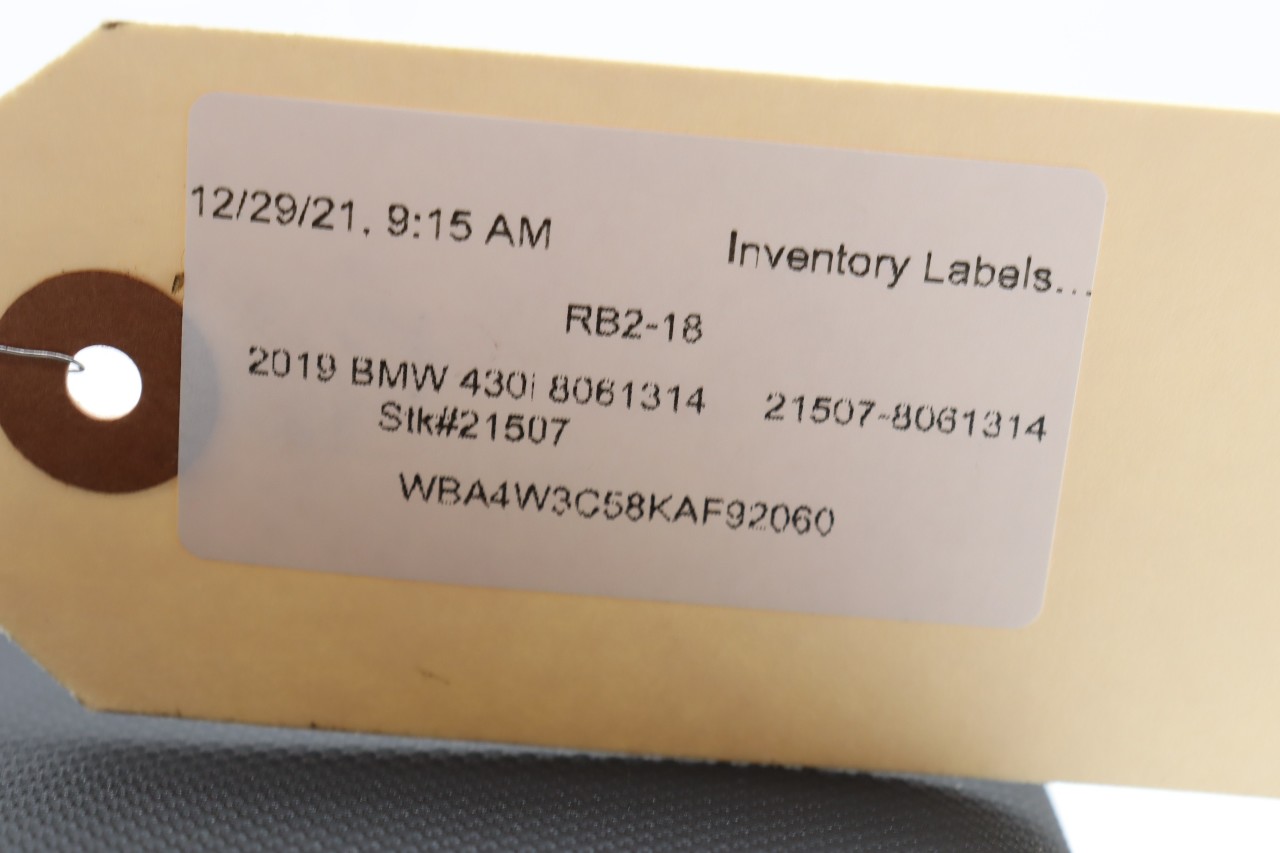 12/29/21, 9:15 AM
Inventory Labels...
RB2-18
2019 BMW 430i 8061314 21507-8061314
Stk#21507
WBA4W3C58KAF92060